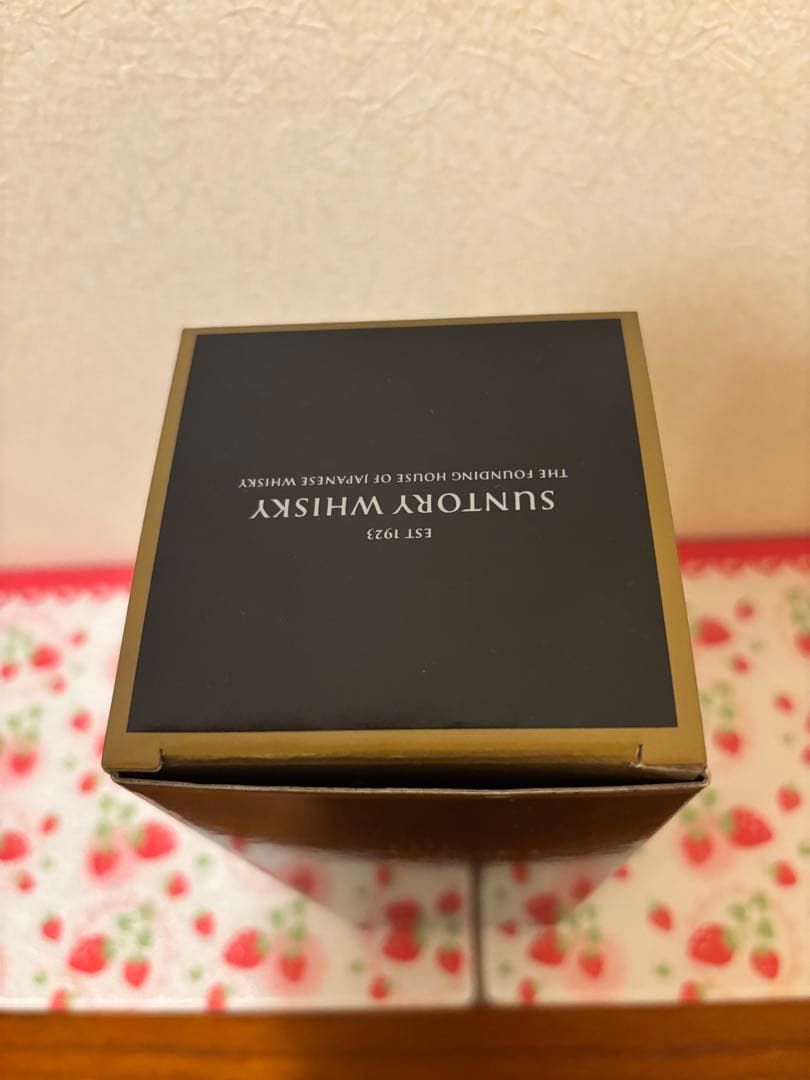 EST 1923
SUNTORY WHISKY
THE FOUNDING HOUSE OF JAPANESE WHISKY